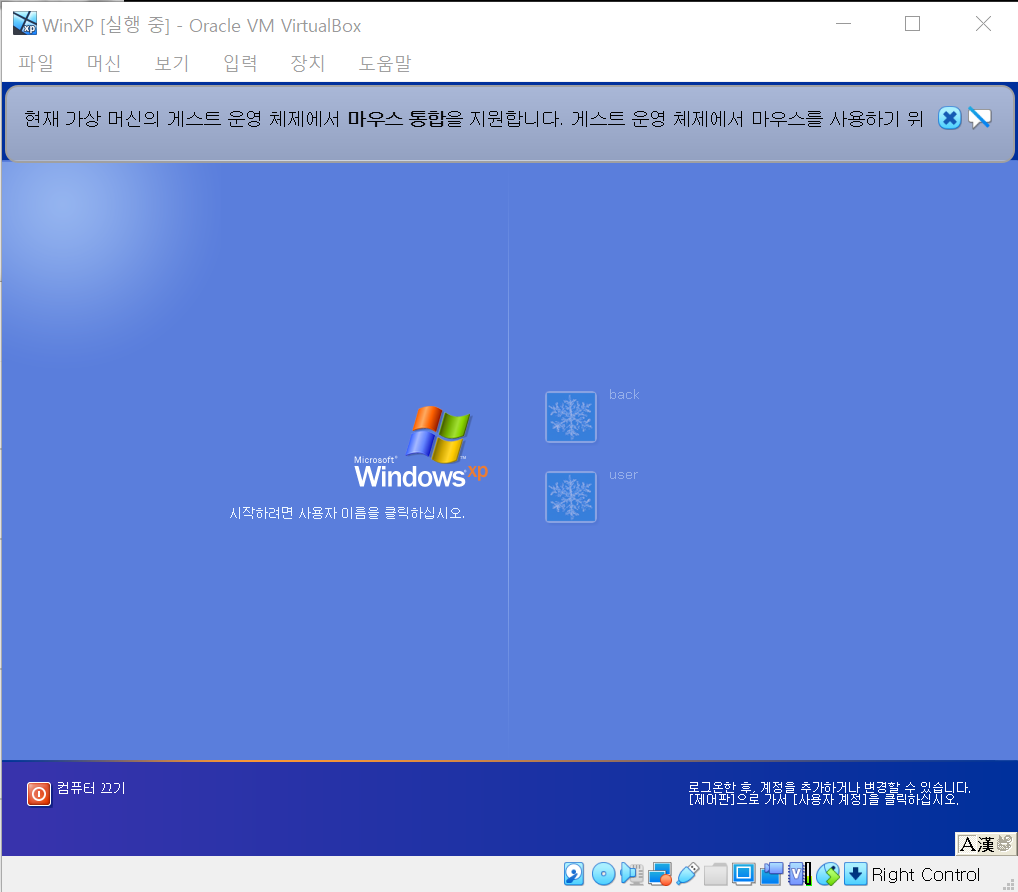 WinXP [실행 중] - Oracle VM VirtualBox
파일 머신 보기 입력 장치 도움말
현재 가상 머신의 게스트 운영 체제에서 마우스 통합을 지원합니다. 게스트 운영 체제에서 마우스를 사용하기 위
back
Microsoft®
Windows xp
user
시작하려면 사용자 이름을 클릭하십시오.
컴퓨터 끄기
로그온한 후, 계정을 추가하거나 변경할 수 있습니다.
[제어판]으로 가서 [사용자 계정]을 클릭하십시오.
A漢
Right Control